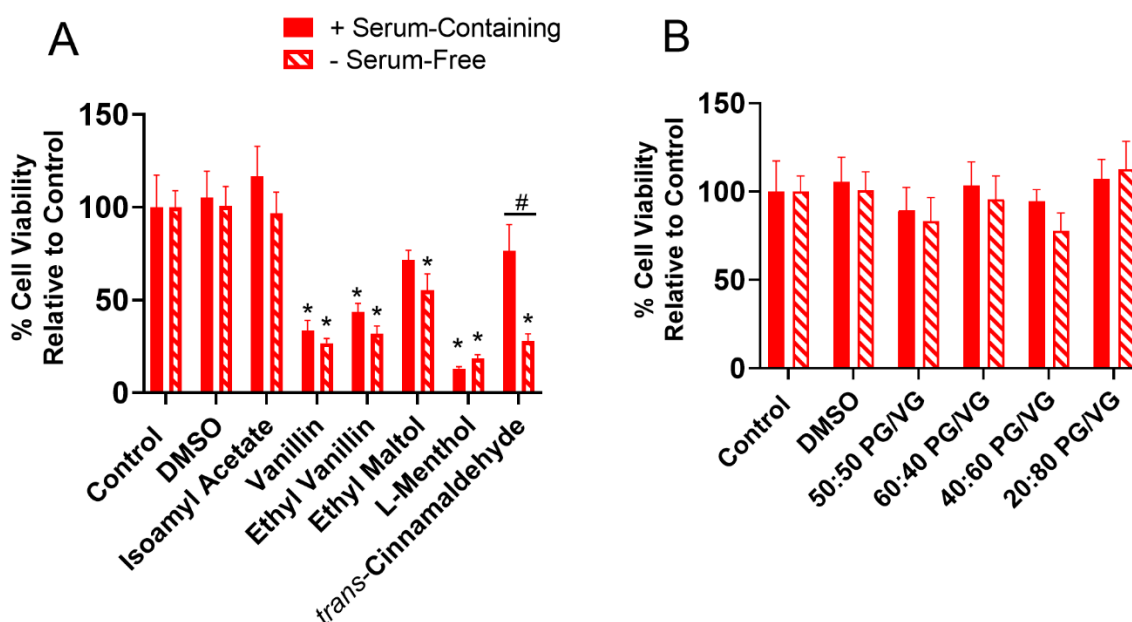 A
+ Serum-Containing
- Serum-Free
% Cell Viability
Relative to Control
150
100
50
0
*
*
*
*
*
*
*
#
*
Control
DMSO
Isoamyl Acetate
Vanillin
Ethyl Vanillin
Ethyl Maltol
L-Menthol
trans-Cinnamaldehyde
B
% Cell Viability
Relative to Control
150
100
50
0
Control
DMSO
50:50 PG/VG
60:40 PG/VG
40:60 PG/VG
20:80 PG/VG